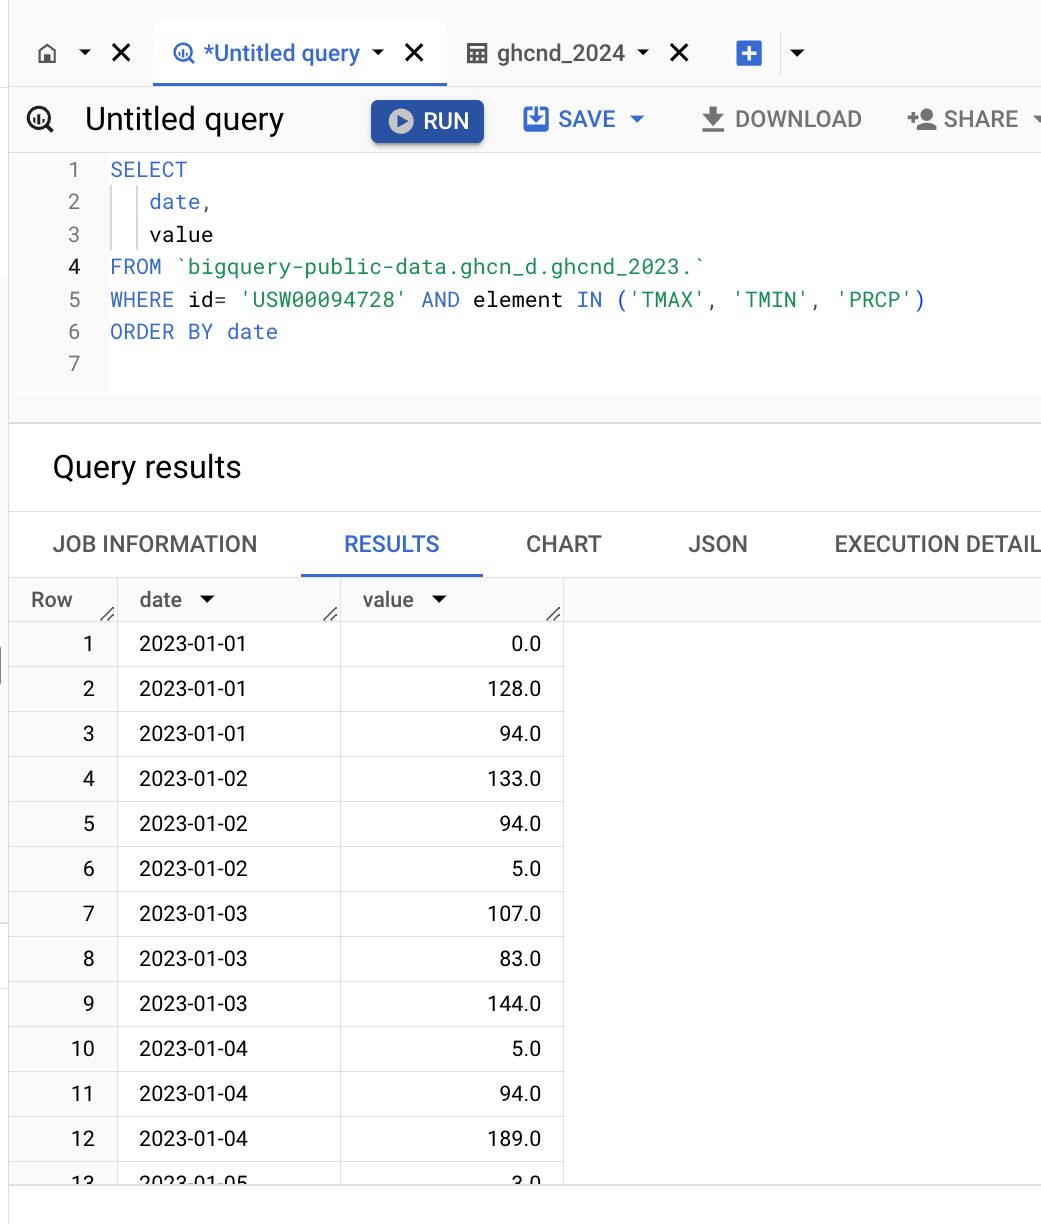 *Untitled query ghcnd_2024
Untitled query RUN SAVE DOWNLOAD SHARE
1 SELECT
2 date,
3 value
4 FROM `bigquery-public-data.ghcn_d.ghcnd_2023.`
5 WHERE id= 'USW00094728' AND element IN ('TMAX', 'TMIN', 'PRCP')
6 ORDER BY date
7
Query results
JOB INFORMATION RESULTS CHART JSON EXECUTION DETAIL
Row date value
1 2023-01-01 0.0
2 2023-01-01 128.0
3 2023-01-01 94.0
4 2023-01-02 133.0
5 2023-01-02 94.0
6 2023-01-02 5.0
7 2023-01-03 107.0
8 2023-01-03 83.0
9 2023-01-03 144.0
10 2023-01-04 5.0
11 2023-01-04 94.0
12 2023-01-04 189.0
13 2023-01-05 3.0